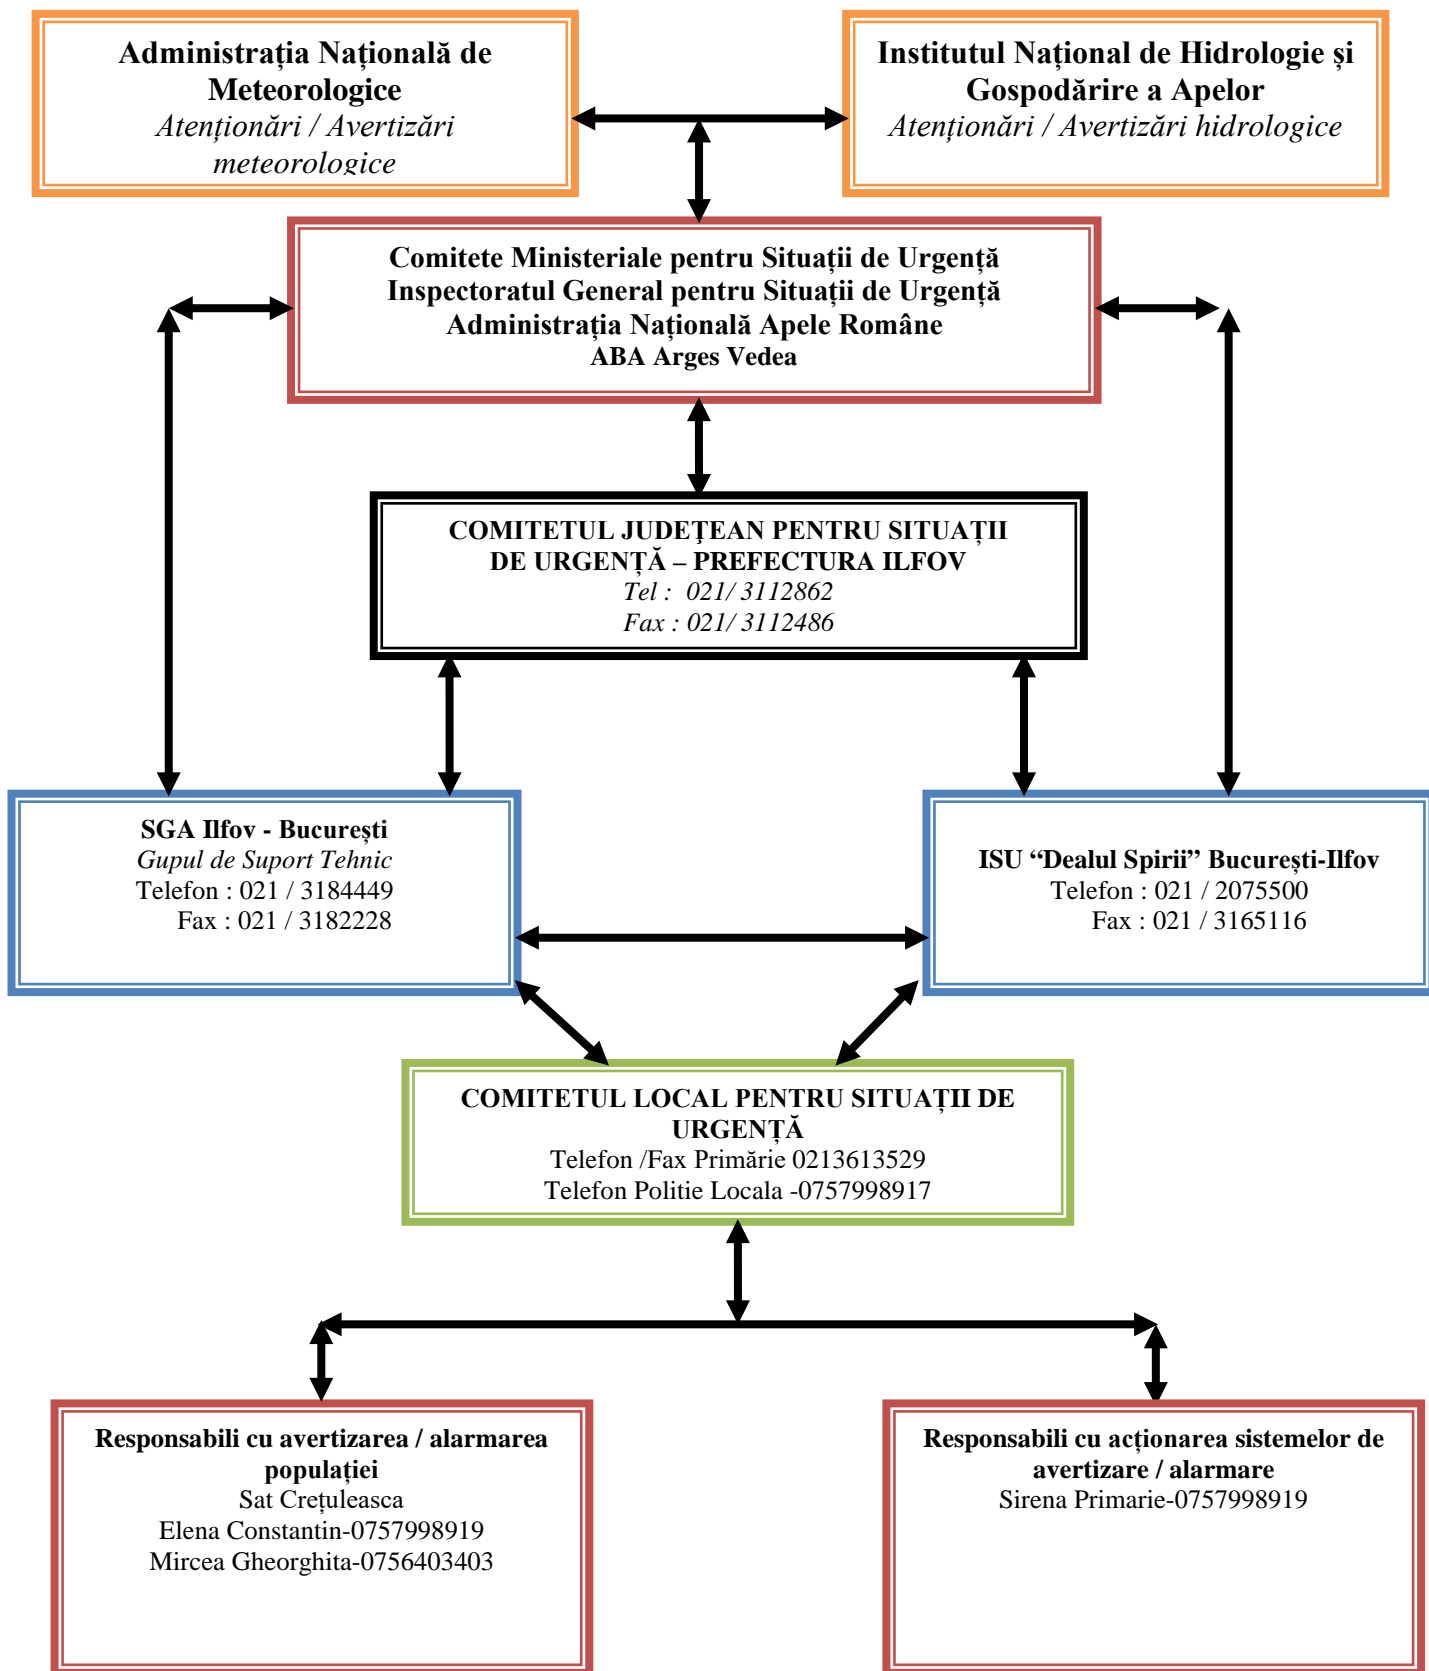 Administrația Națională de
Meteorologice
Atenționări / Avertizări
meteorologice
Institutul Național de Hidrologie și
Gospodărire a Apelor
Atenționări / Avertizări hidrologice
Comitete Ministeriale pentru Situații de Urgență
Inspectoratul General pentru Situații de Urgență
Administrația Națională Apele Române
ABA Arges Vedea
COMITETUL JUDEŢEAN PENTRU SITUAȚII
DE URGENȚĂ – PREFECTURA ILFOV
Tel : 021/ 3112862
Fax : 021/ 3112486
SGA Ilfov - București
Gupul de Suport Tehnic
Telefon : 021 / 3184449
Fax : 021 / 3182228
ISU “Dealul Spirii” București-Ilfov
Telefon : 021 / 2075500
Fax : 021 / 3165116
COMITETUL LOCAL PENTRU SITUAȚII DE
URGENȚĂ
Telefon /Fax Primărie 0213613529
Telefon Politie Locala -0757998917
Responsabili cu avertizarea / alarmarea
populației
Sat Crețuleasca
Elena Constantin-0757998919
Mircea Gheorghita-0756403403
Responsabili cu acționarea sistemelor de
avertizare / alarmare
Sirena Primarie-0757998919